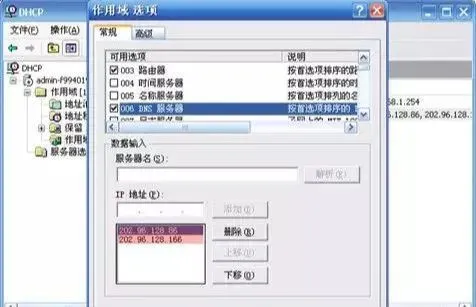 DHCP
文件(F) 操作(A)
DHCP
admin-f99401
作用域 [1
地址池
地址租
保留
作用域
服务器选
作用域 选项
常规
高级
可用选项
说明
003 路由器
按首选项排序的路
004 时间服务器
按首选项排序的时
005 名称服务器
按首选项排列的名
006 DNS 服务器
按首选项排序的
数据输入
服务器名(S):
解析(E)
IP 地址(P):
添加(D)
202.96.128.86
202.96.128.166
删除(R)
上移(U)
下移(O)
8.1.254
128.86, 202.96.12